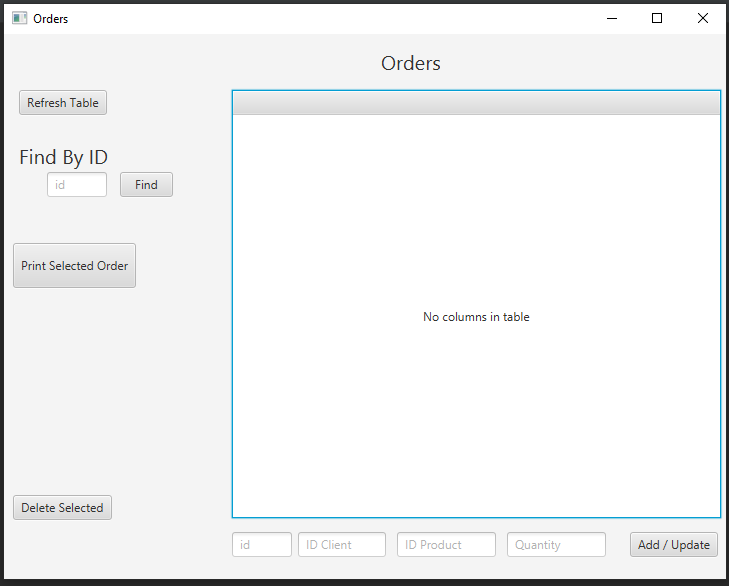 Orders
Orders
Refresh Table
Find By ID
id
Find
Print Selected Order
No columns in table
Delete Selected
id
ID Client
ID Product
Quantity
Add / Update